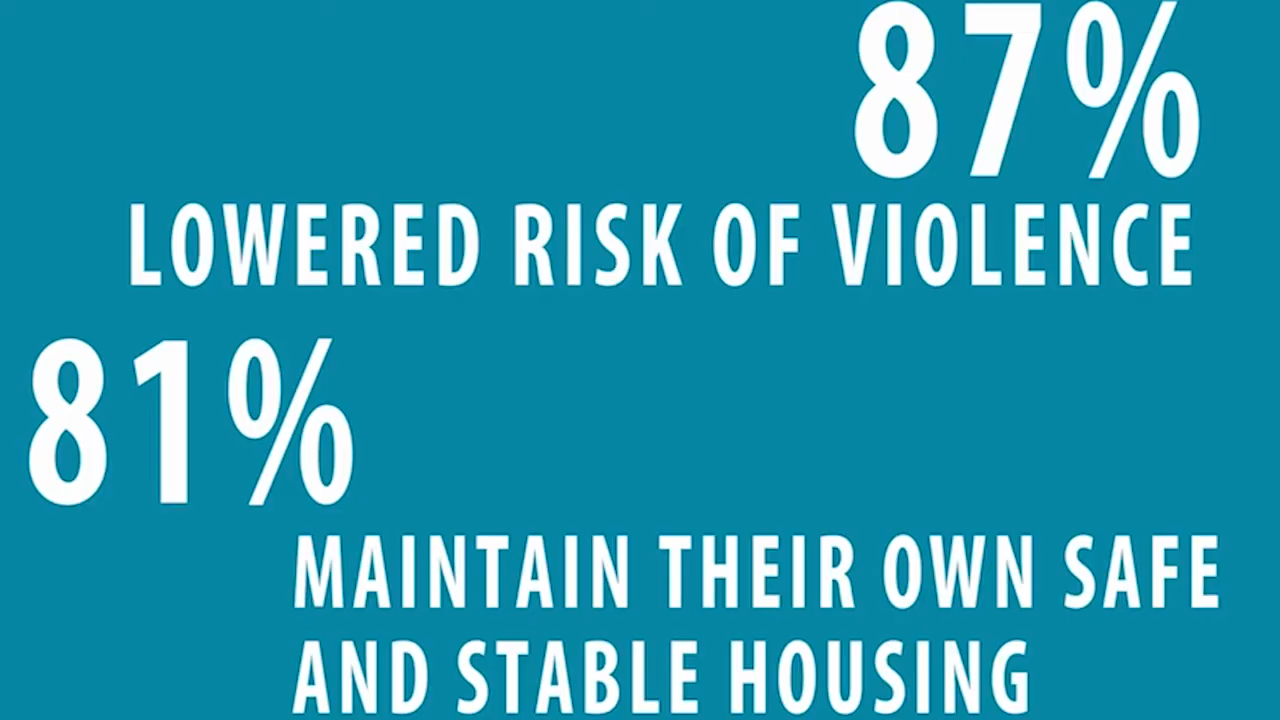 87%
LOWERED RISK OF VIOLENCE
81%
MAINTAIN THEIR OWN SAFE
AND STABLE HOUSING